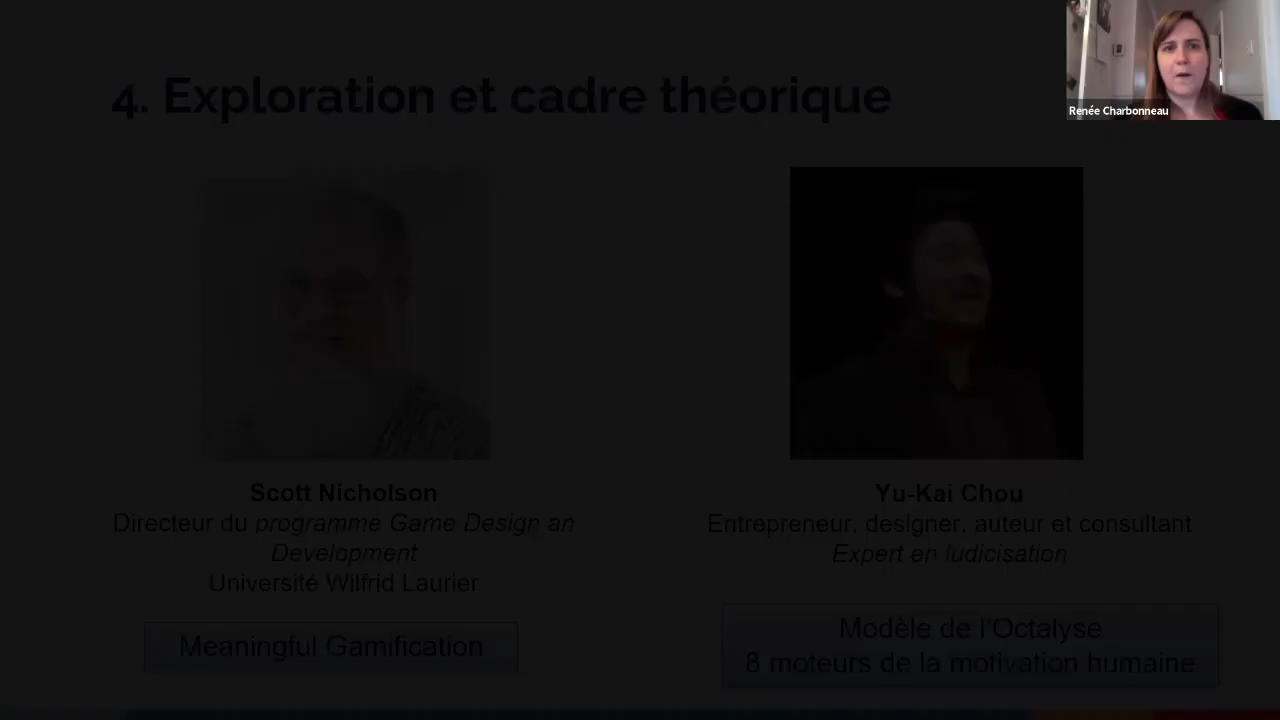 4. Exploration et cadre théorique
Renée Charbonneau
Scott Nicholson
Directeur du programme Game Design an
Development
Université Wilfrid Laurier
Meaningful Gamification
Yu-Kai Chou
Entrepreneur, designer, auteur et consultant
Expert en ludicisation
Modèle de l'Octalyse
8 moteurs de la motivation humaine